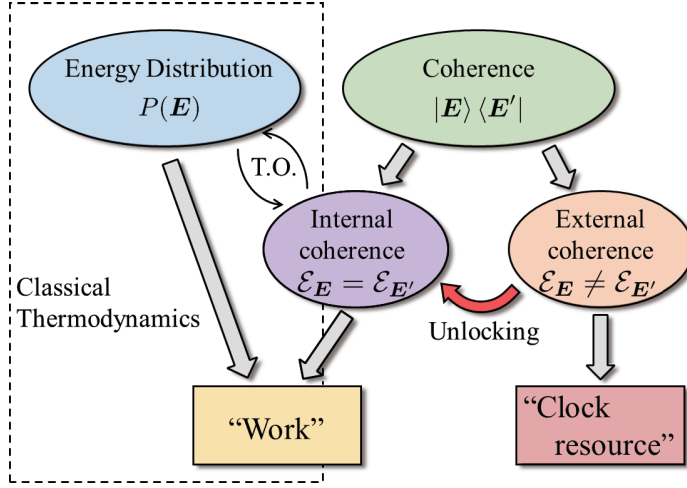 Energy Distribution
P(E)
Coherence
|E⟩ ⟨E′|
T.O.
Internal
coherence
ℰ_E = ℰ_E′
External
coherence
ℰ_E ≠ ℰ_E′
Classical
Thermodynamics
Unlocking
“Work”
“Clock
resource”